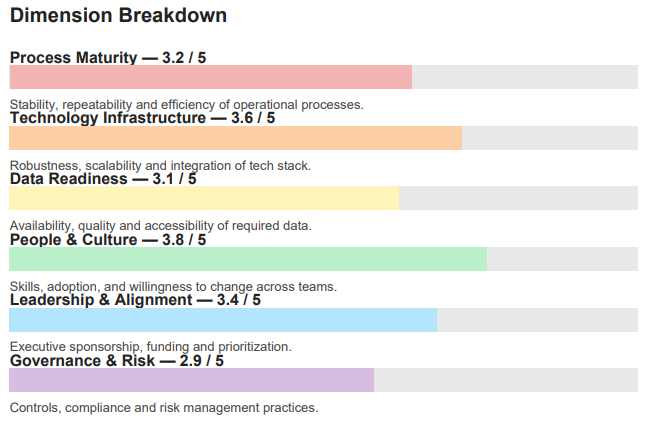 Dimension Breakdown
Process Maturity — 3.2 / 5
Stability, repeatability and efficiency of operational processes.
Technology Infrastructure — 3.6 / 5
Robustness, scalability and integration of tech stack.
Data Readiness — 3.1 / 5
Availability, quality and accessibility of required data.
People & Culture — 3.8 / 5
Skills, adoption, and willingness to change across teams.
Leadership & Alignment — 3.4 / 5
Executive sponsorship, funding and prioritization.
Governance & Risk — 2.9 / 5
Controls, compliance and risk management practices.